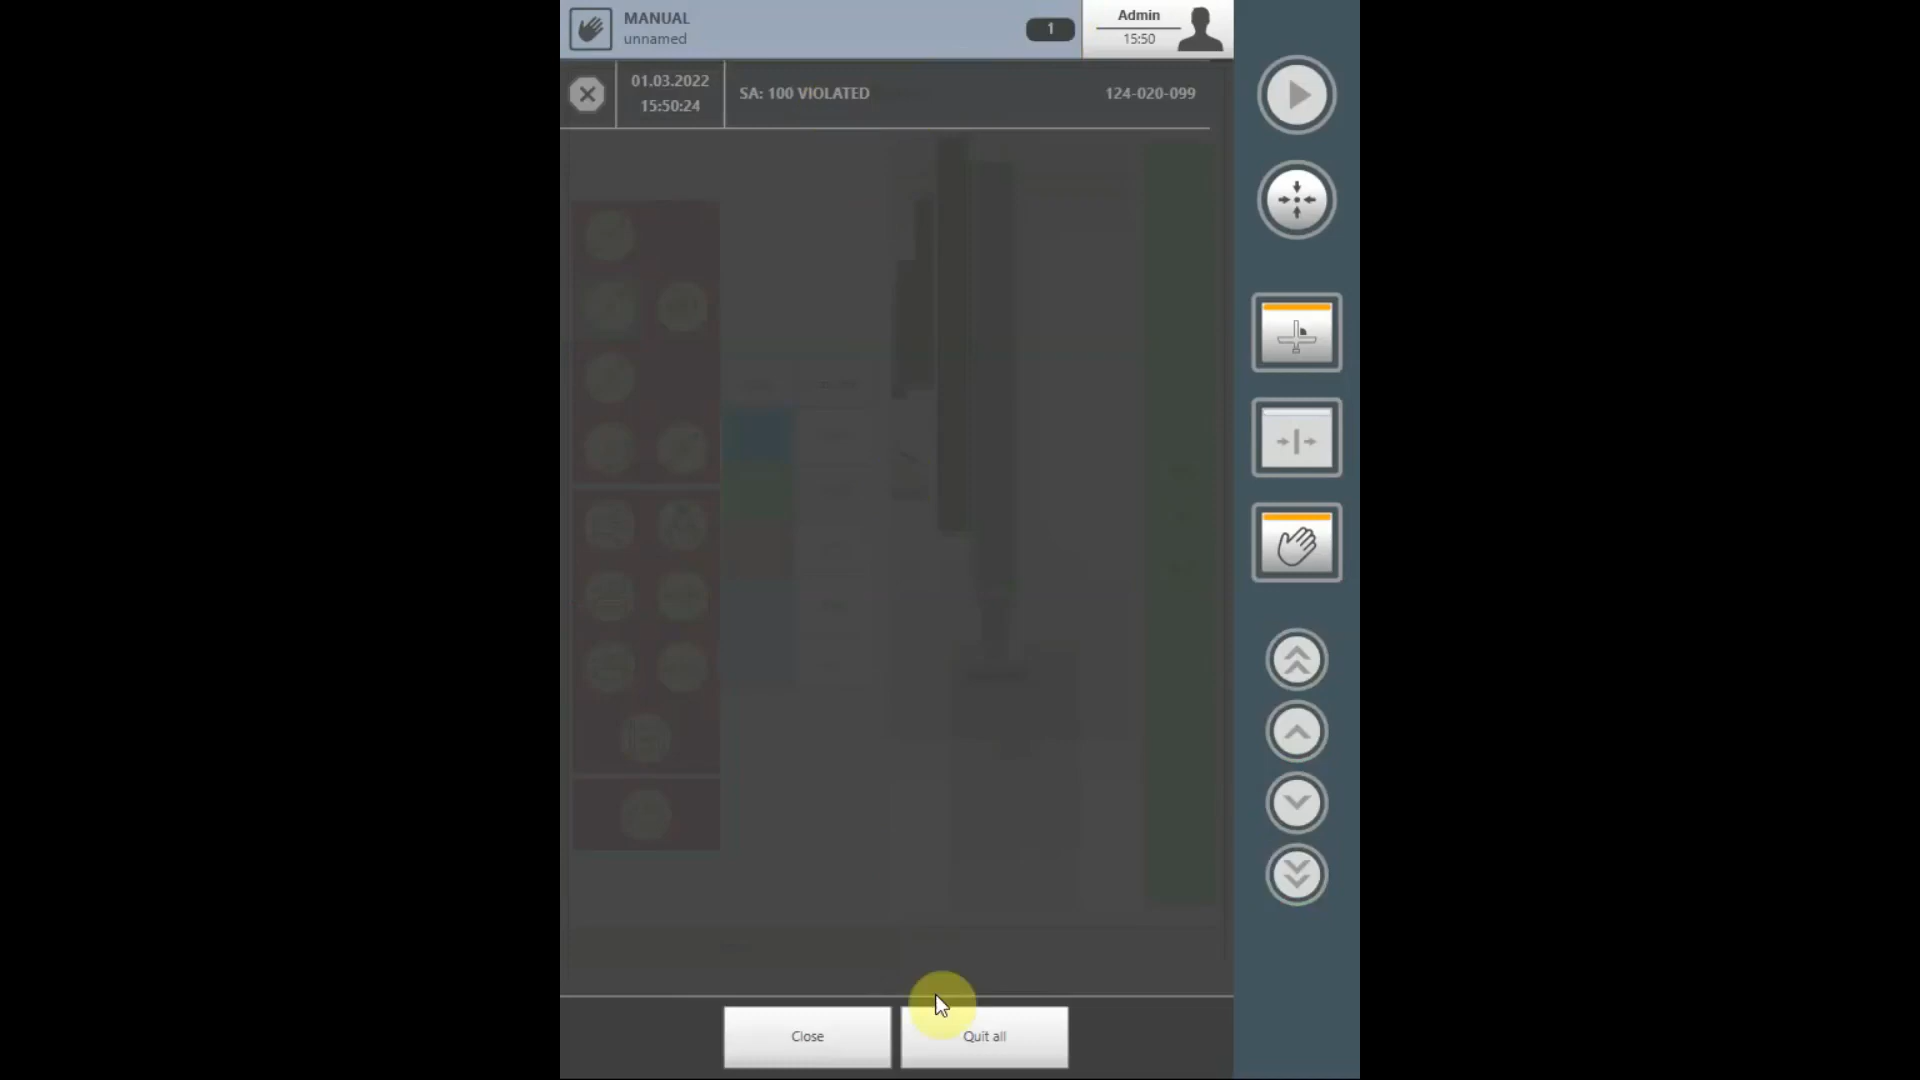 MANUAL
unnamed
1
Admin
15:50
01.03.2022
15:50:24
SA: 100 VIOLATED
124-020-099
Close
Quit all